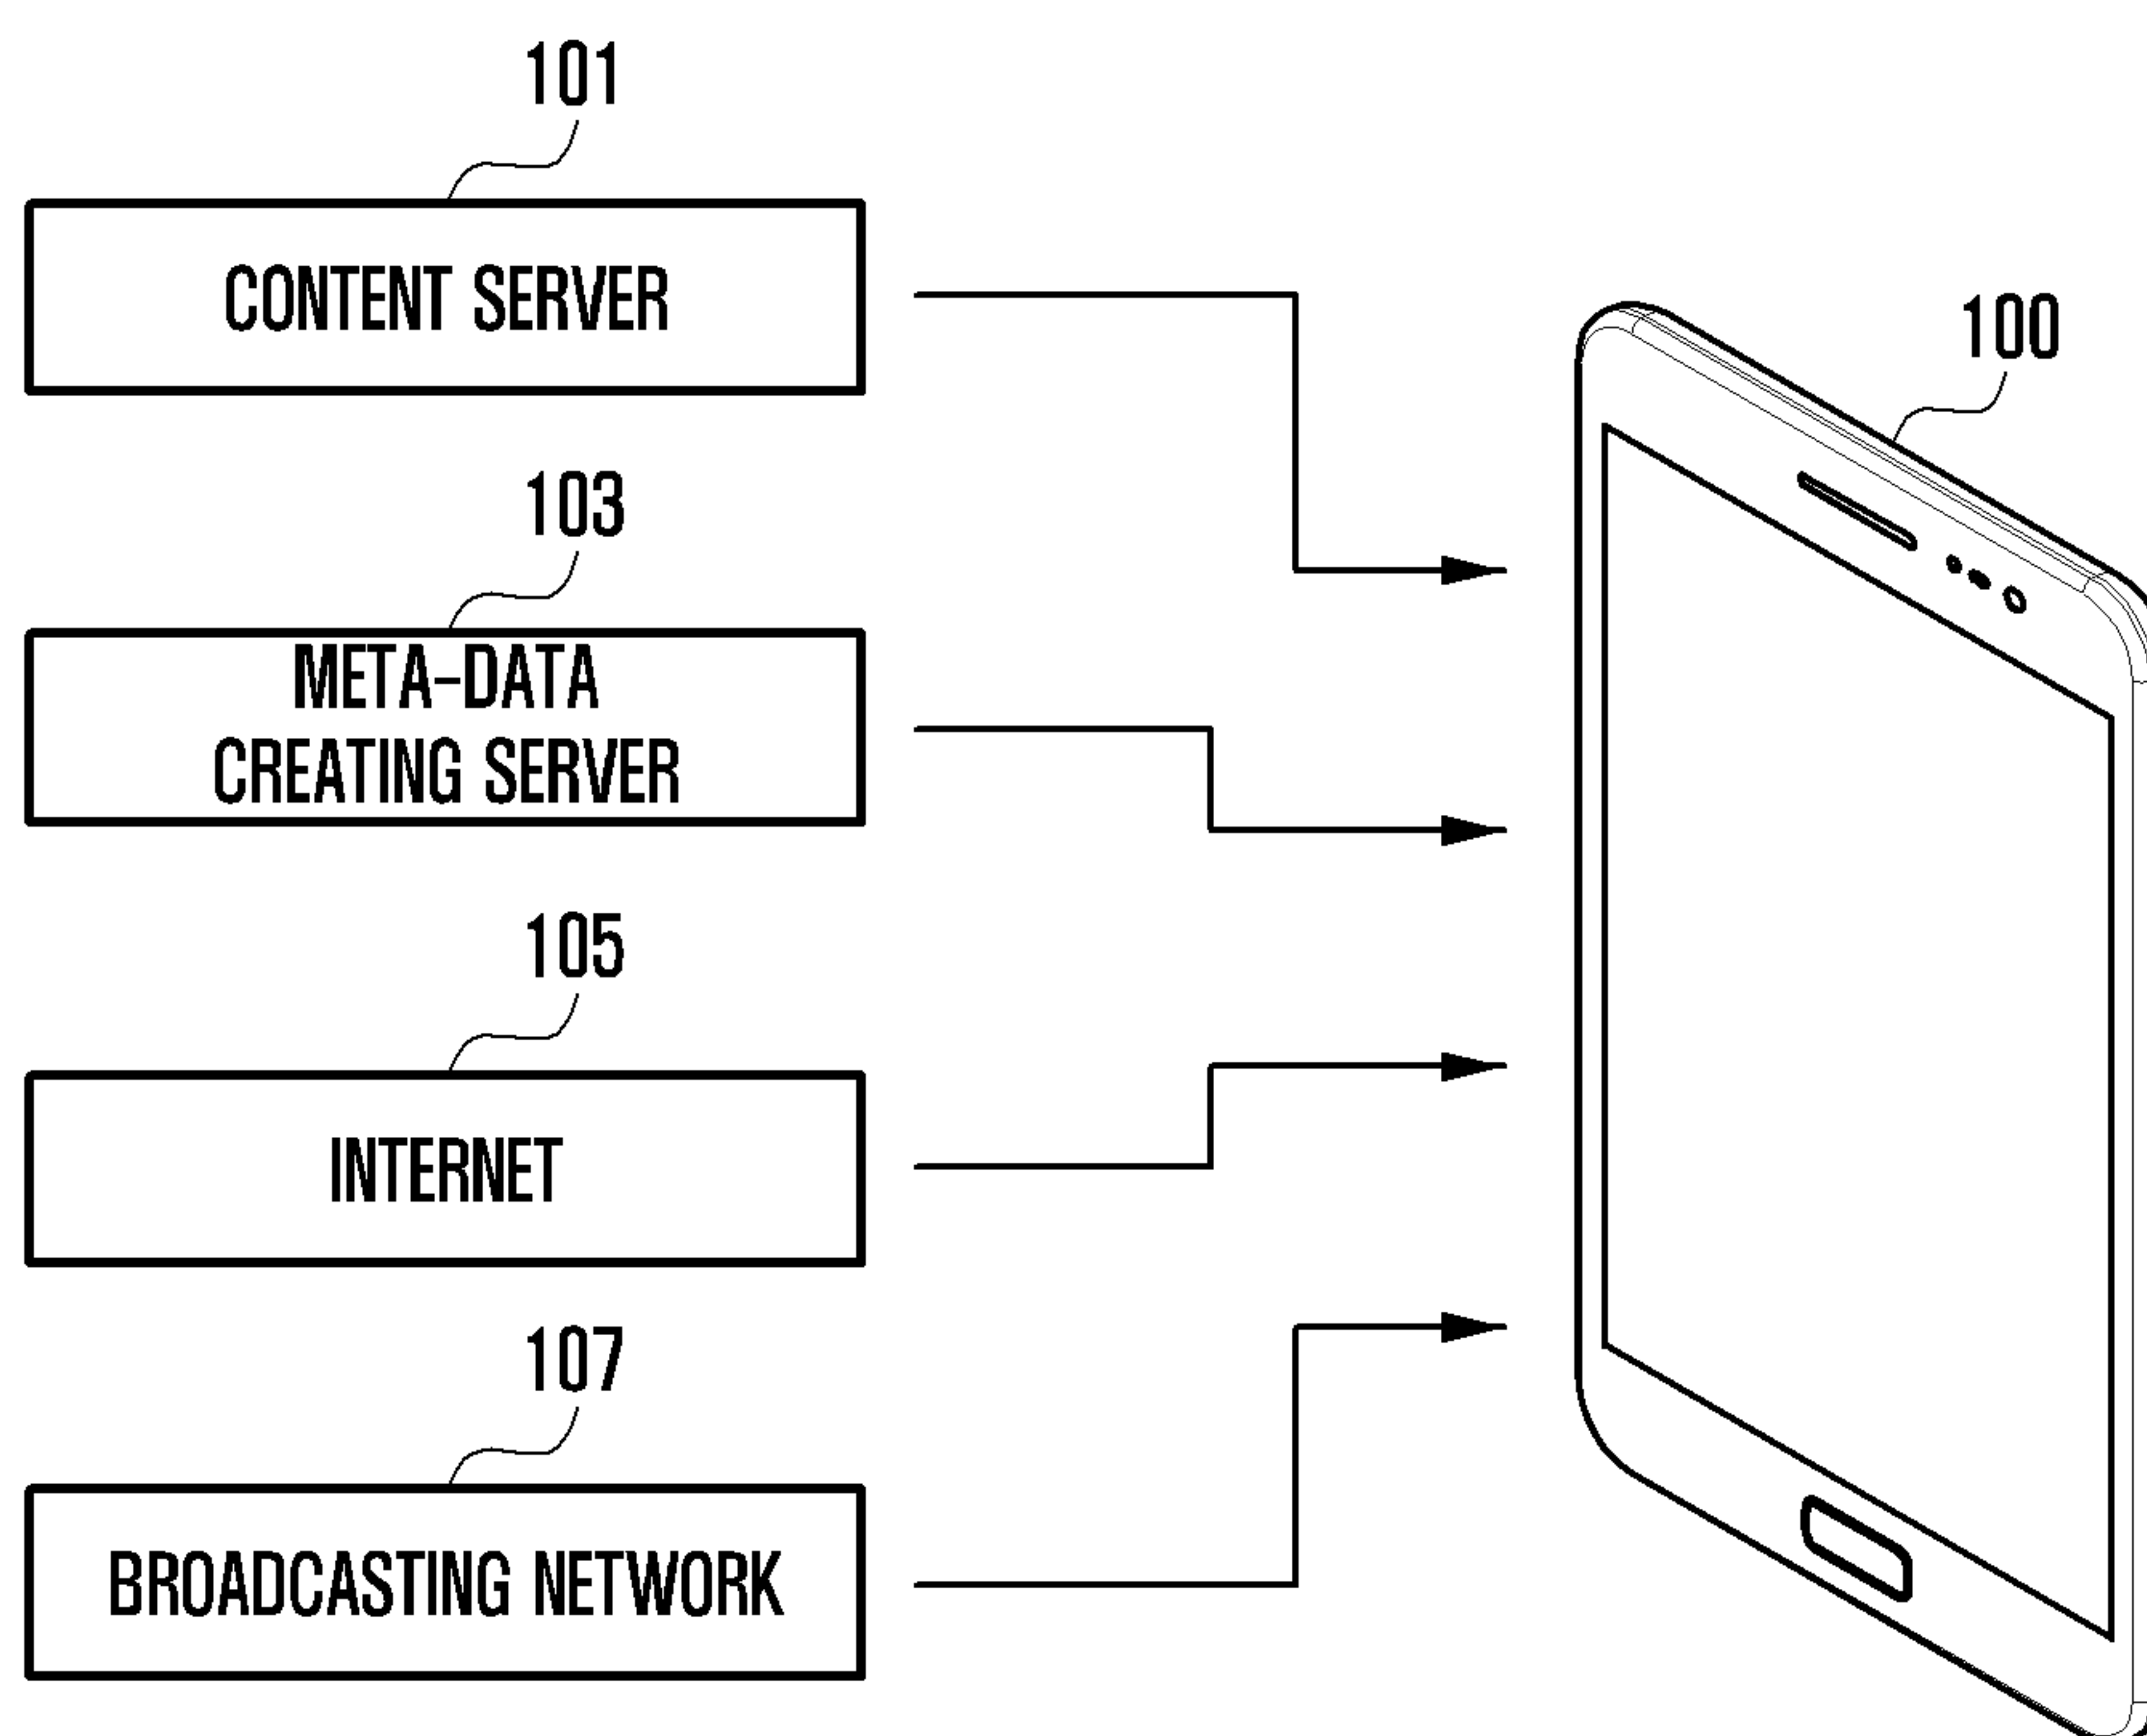 101
CONTENT SERVER
100
103
META-DATA
CREATING SERVER
105
INTERNET
107
BROADCASTING NETWORK